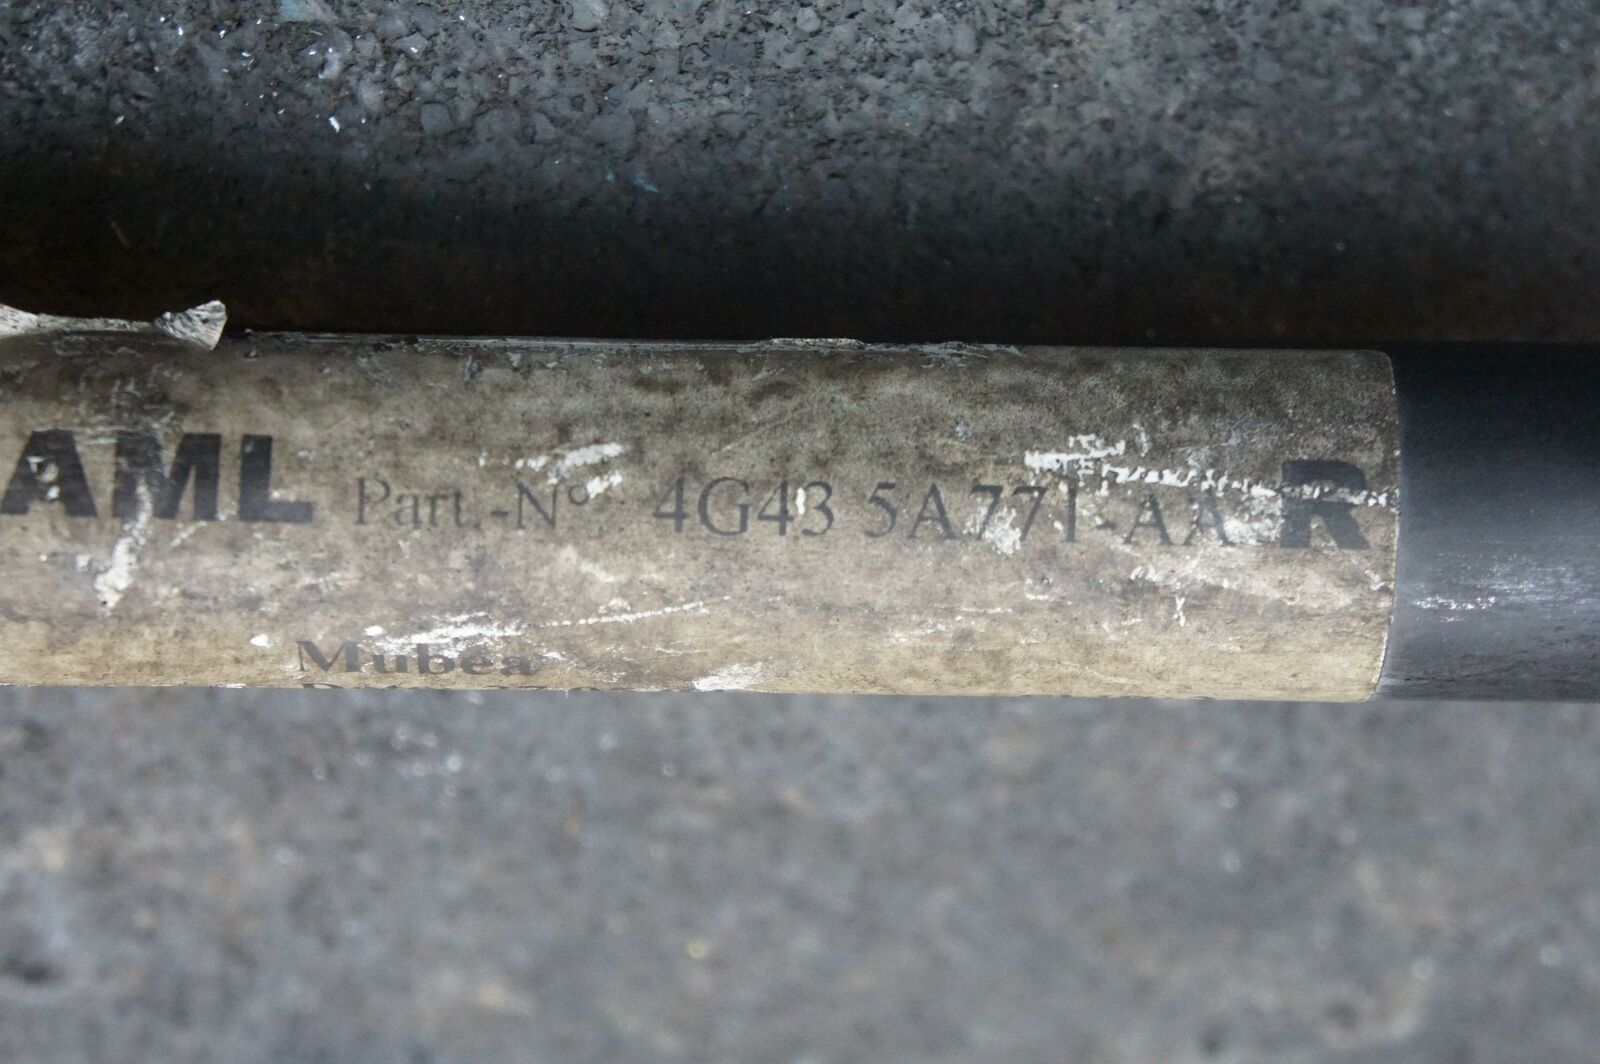 AML Part.-N°: 4G43 5A771-AA R
Mubea